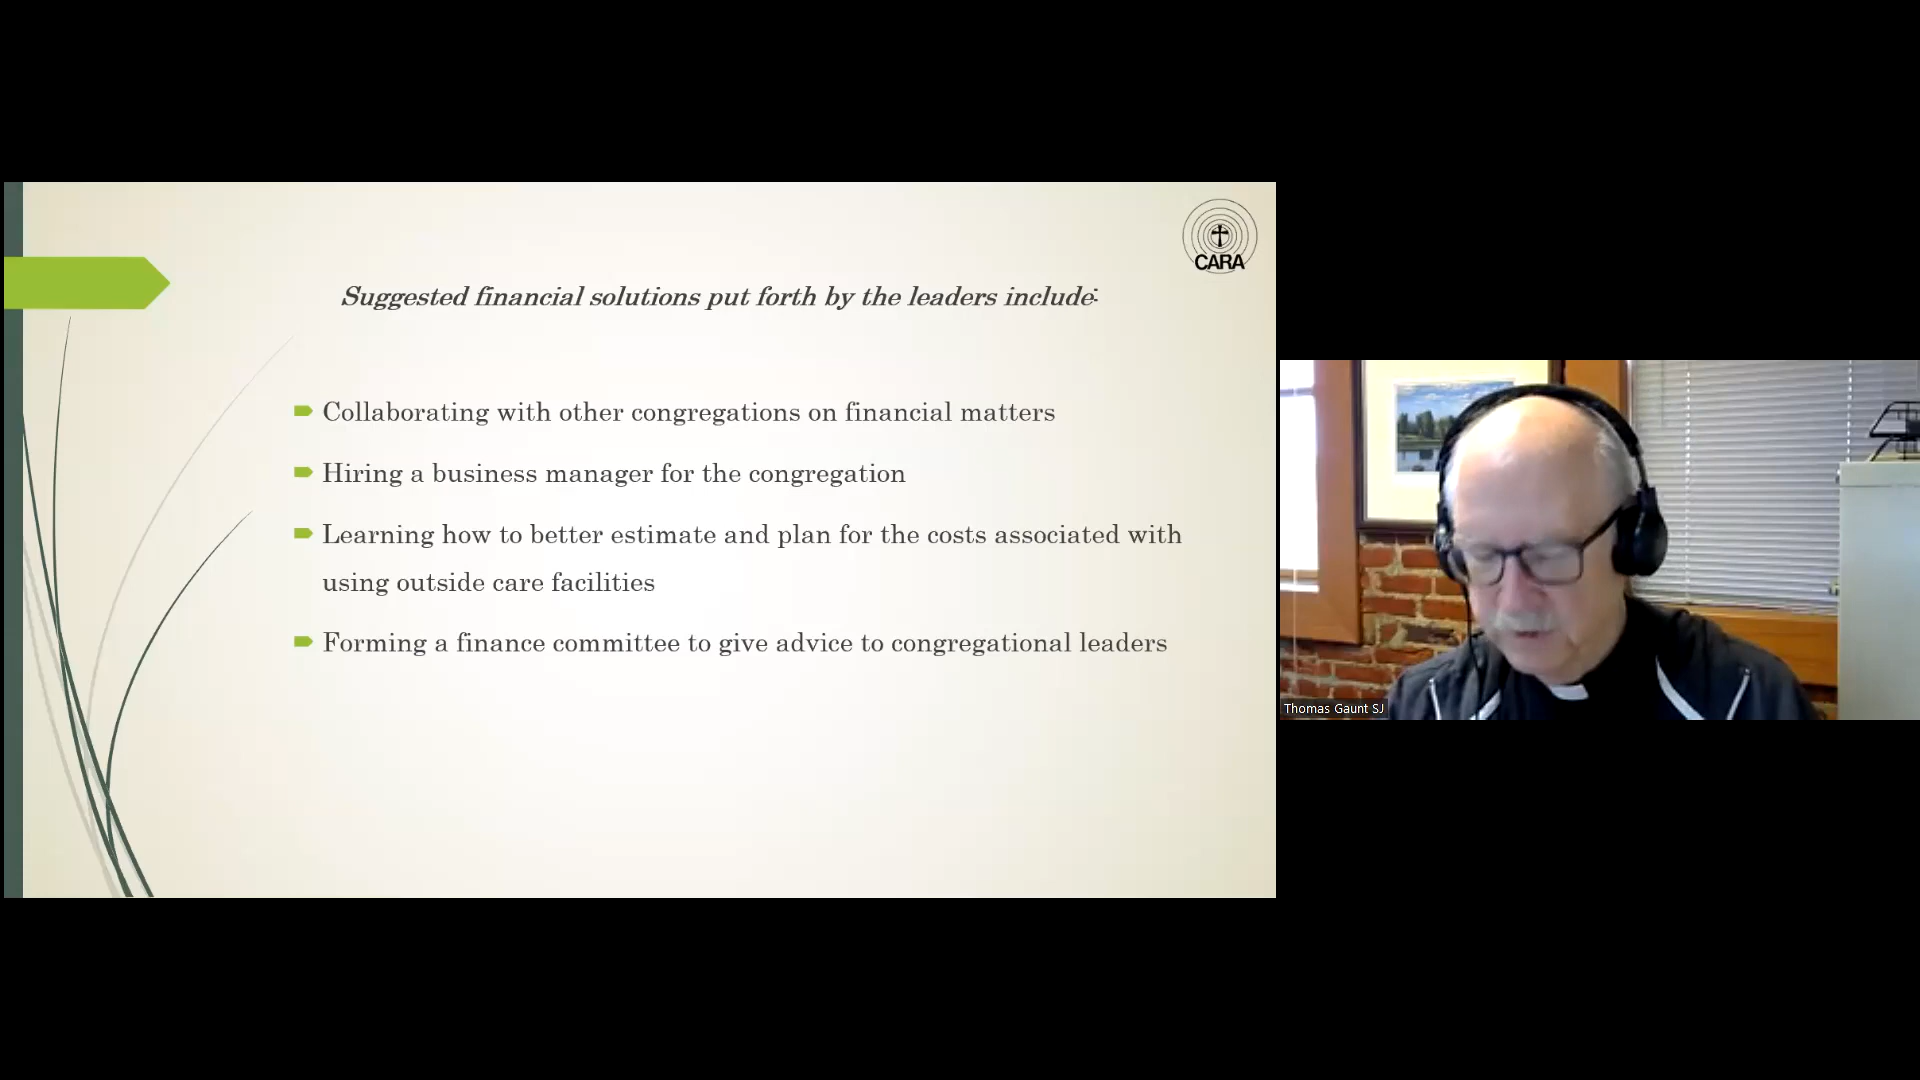 CARA
Suggested financial solutions put forth by the leaders include:
Collaborating with other congregations on financial matters
Hiring a business manager for the congregation
Learning how to better estimate and plan for the costs associated with
using outside care facilities
Forming a finance committee to give advice to congregational leaders
Thomas Gaunt SJ